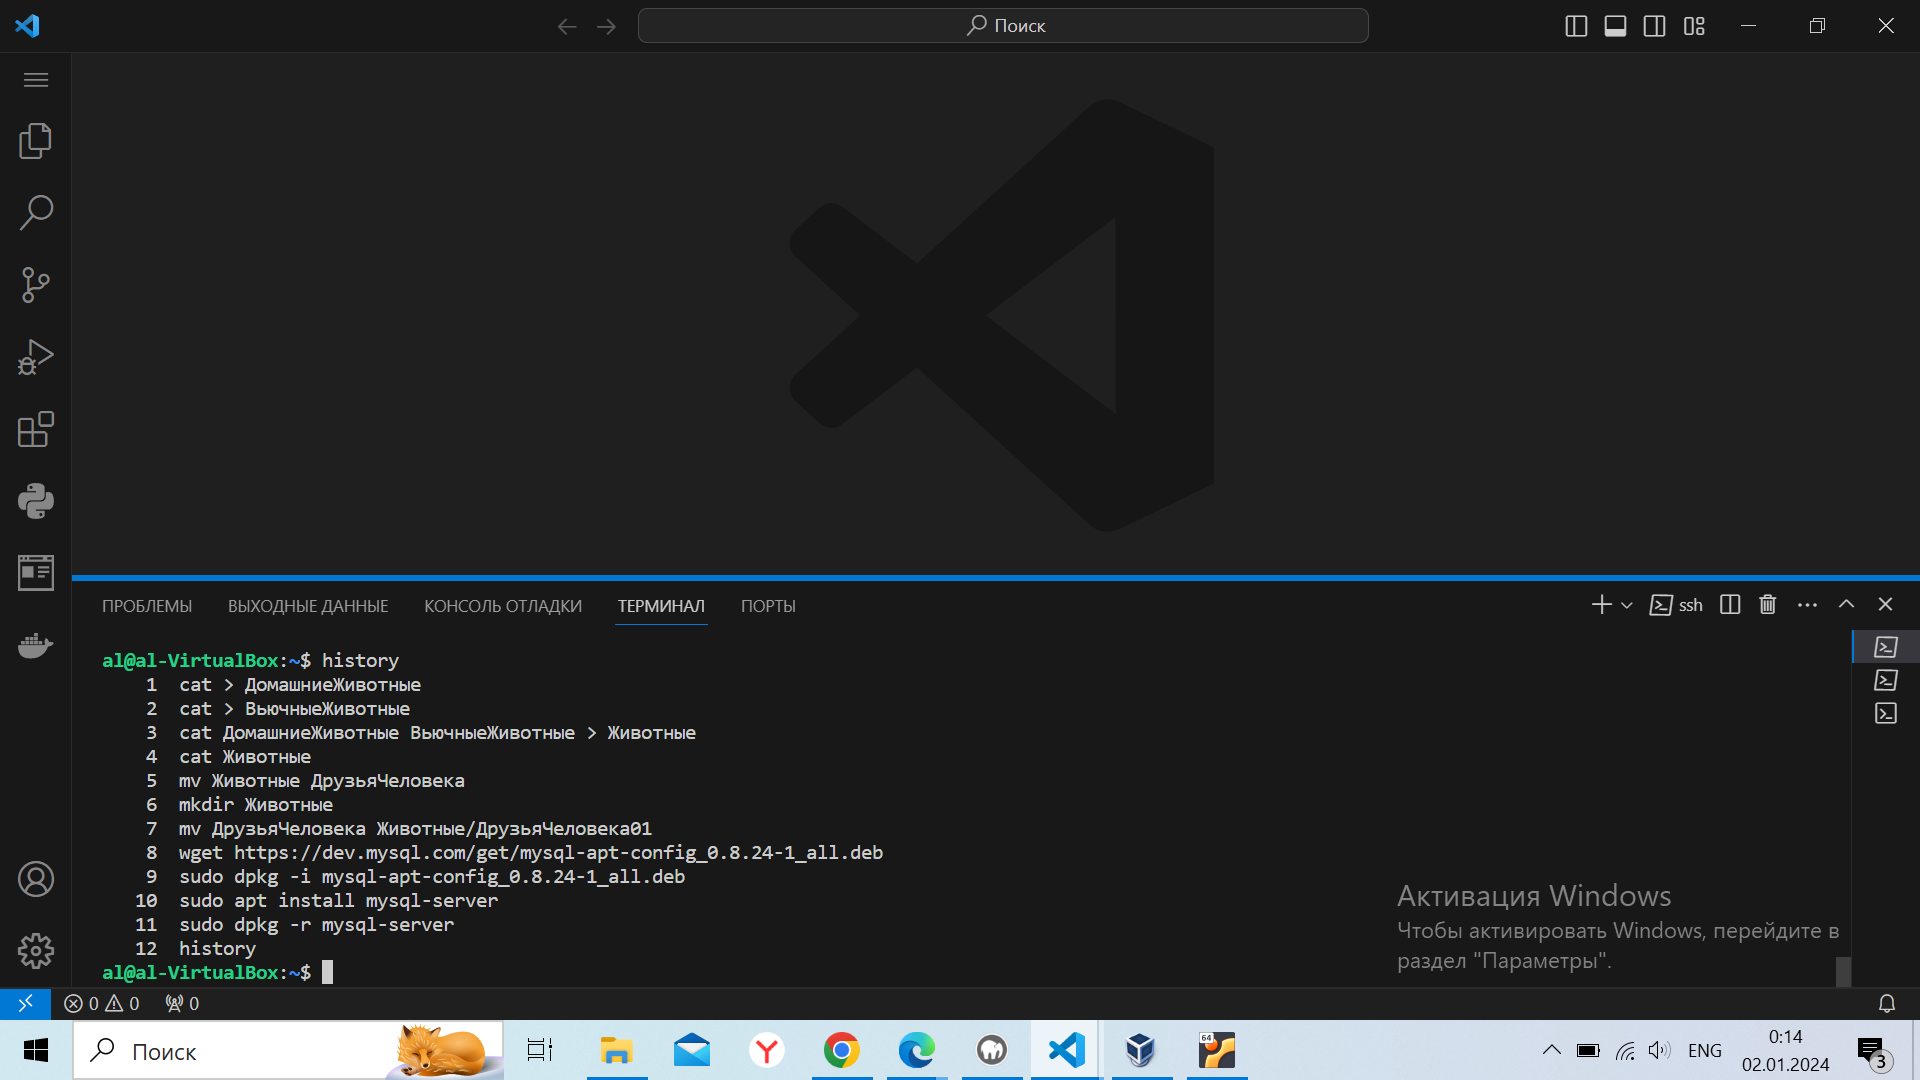 Поиск
ПРОБЛЕМЫ ВЫХОДНЫЕ ДАННЫЕ КОНСОЛЬ ОТЛАДКИ ТЕРМИНАЛ ПОРТЫ ssh
al@al-VirtualBox:~$ history
1 cat > ДомашниеЖивотные
2 cat > ВьючныеЖивотные
3 cat ДомашниеЖивотные ВьючныеЖивотные > Животные
4 cat Животные
5 mv Животные ДрузьяЧеловека
6 mkdir Животные
7 mv ДрузьяЧеловека Животные/ДрузьяЧеловека01
8 wget https://dev.mysql.com/get/mysql-apt-config_0.8.24-1_all.deb
9 sudo dpkg -i mysql-apt-config_0.8.24-1_all.deb
10 sudo apt install mysql-server
11 sudo dpkg -r mysql-server
12 history
al@al-VirtualBox:~$
Активация Windows
Чтобы активировать Windows, перейдите в
раздел "Параметры".
0 0 0
Поиск
64
ENG
0:14
02.01.2024
3